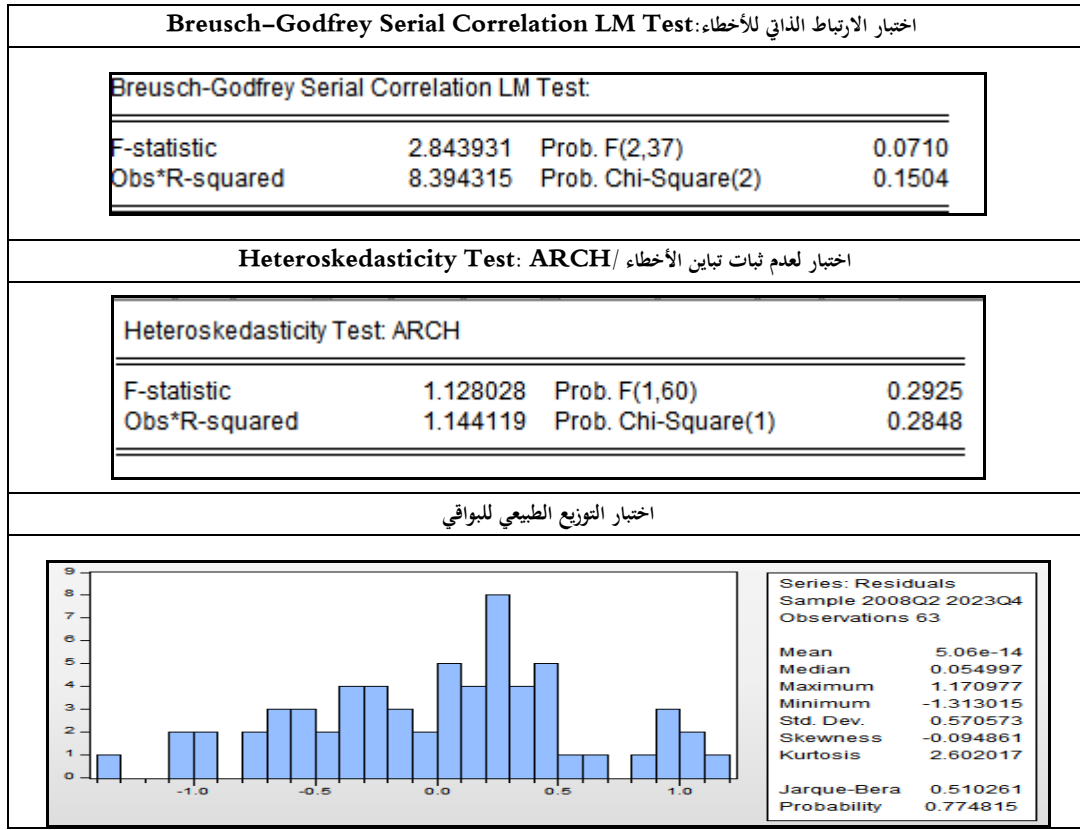 اختبار الارتباط الذاتي للأخطاء:Breusch-Godfrey Serial Correlation LM Test
Breusch-Godfrey Serial Correlation LM Test:
F-statistic 2.843931 Prob. F(2,37) 0.0710
Obs*R-squared 8.394315 Prob. Chi-Square(2) 0.1504
اختبار لعدم ثبات تباين الأخطاء /Heteroskedasticity Test: ARCH
Heteroskedasticity Test: ARCH
F-statistic 1.128028 Prob. F(1,60) 0.2925
Obs*R-squared 1.144119 Prob. Chi-Square(1) 0.2848
اختبار التوزيع الطبيعي للبواقي
9
8
7
6
5
4
3
2
1
0
-1.0 -0.5 0.0 0.5 1.0
Series: Residuals
Sample 2008Q2 2023Q4
Observations 63
Mean 5.06e-14
Median 0.054997
Maximum 1.170977
Minimum -1.313015
Std. Dev. 0.570573
Skewness -0.094861
Kurtosis 2.602017
Jarque-Bera 0.510261
Probability 0.774815